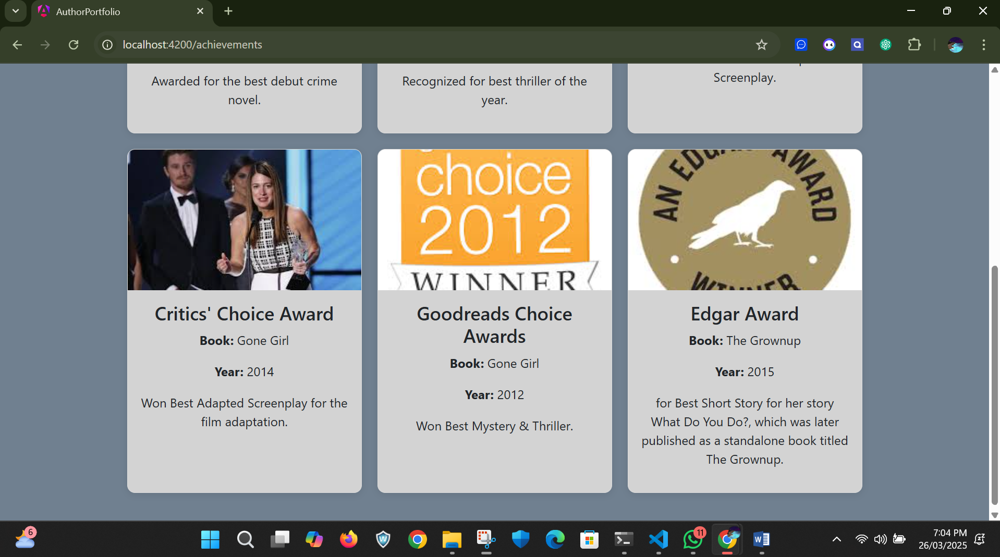 AuthorPortfolio
localhost:4200/achievements
Awarded for the best debut crime
novel.
Recognized for best thriller of the
year.
Screenplay.
choice
2012
WINNER
AN EDGAR AWARD
WINNER
Critics' Choice Award
Book: Gone Girl
Year: 2014
Won Best Adapted Screenplay for the
film adaptation.
Goodreads Choice
Awards
Book: Gone Girl
Year: 2012
Won Best Mystery & Thriller.
Edgar Award
Book: The Grownup
Year: 2015
for Best Short Story for her story
What Do You Do?, which was later
published as a standalone book titled
The Grownup.
6
11
7:04 PM
26/03/2025